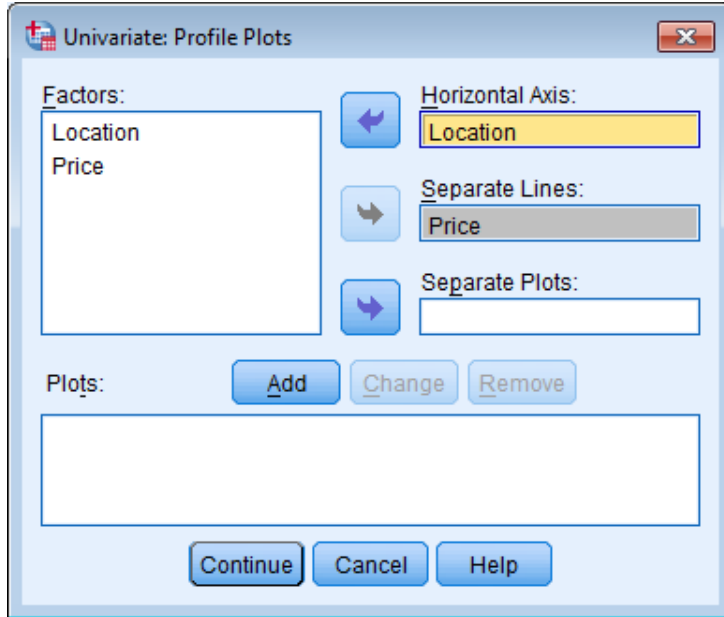 Univariate: Profile Plots
Factors:
Location
Price
Horizontal Axis:
Location
Separate Lines:
Price
Separate Plots:
Plots:
Add Change Remove
Continue Cancel Help